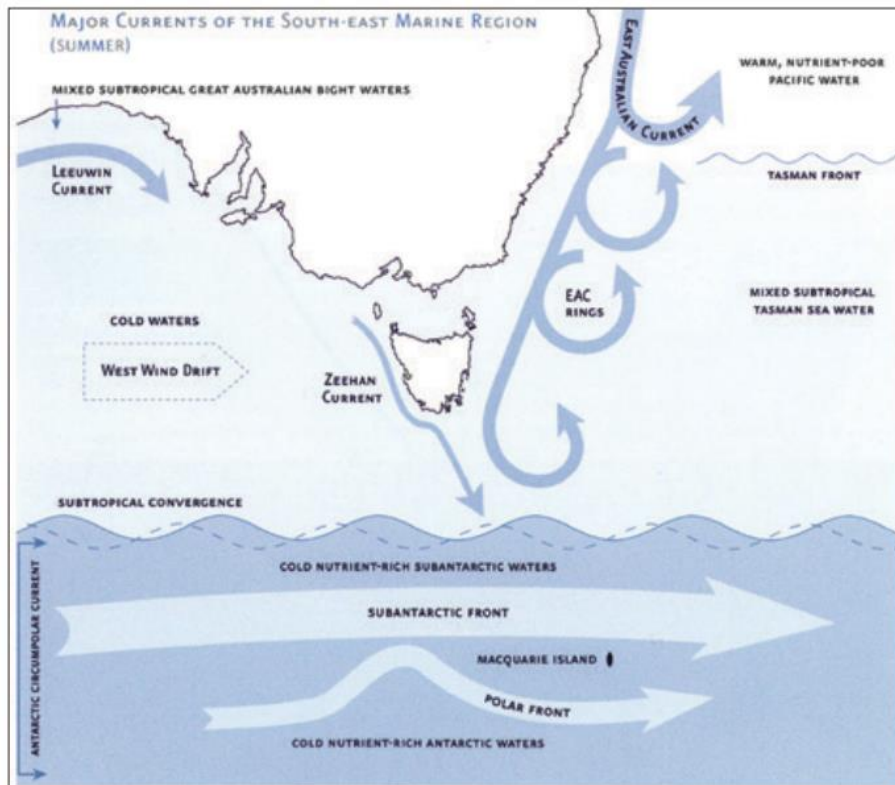 Major Currents of the South-east Marine Region
(summer)
Mixed subtropical Great Australian Bight waters
Leeuwin
Current
East Australian Current
Warm, nutrient-poor
Pacific water
Tasman Front
EAC
rings
Mixed subtropical
Tasman Sea water
Cold waters
West Wind Drift
Zeehan
Current
Subtropical Convergence
Antarctic Circumpolar Current
Cold nutrient-rich subantarctic waters
Subantarctic Front
Macquarie Island
Polar Front
Cold nutrient-rich Antarctic waters